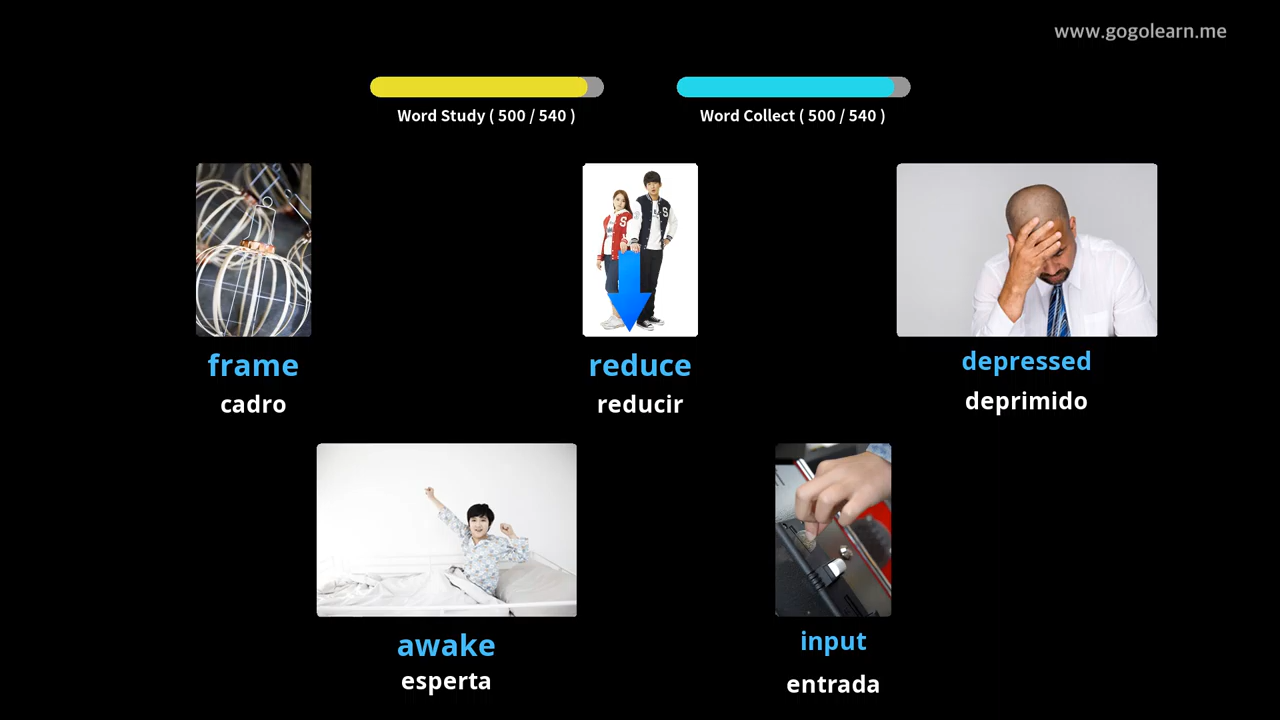 www.gogolearn.me
Word Study ( 500 / 540 )
Word Collect ( 500 / 540 )
S
S
frame
cadro
reduce
reducir
depressed
deprimido
awake
esperta
input
entrada